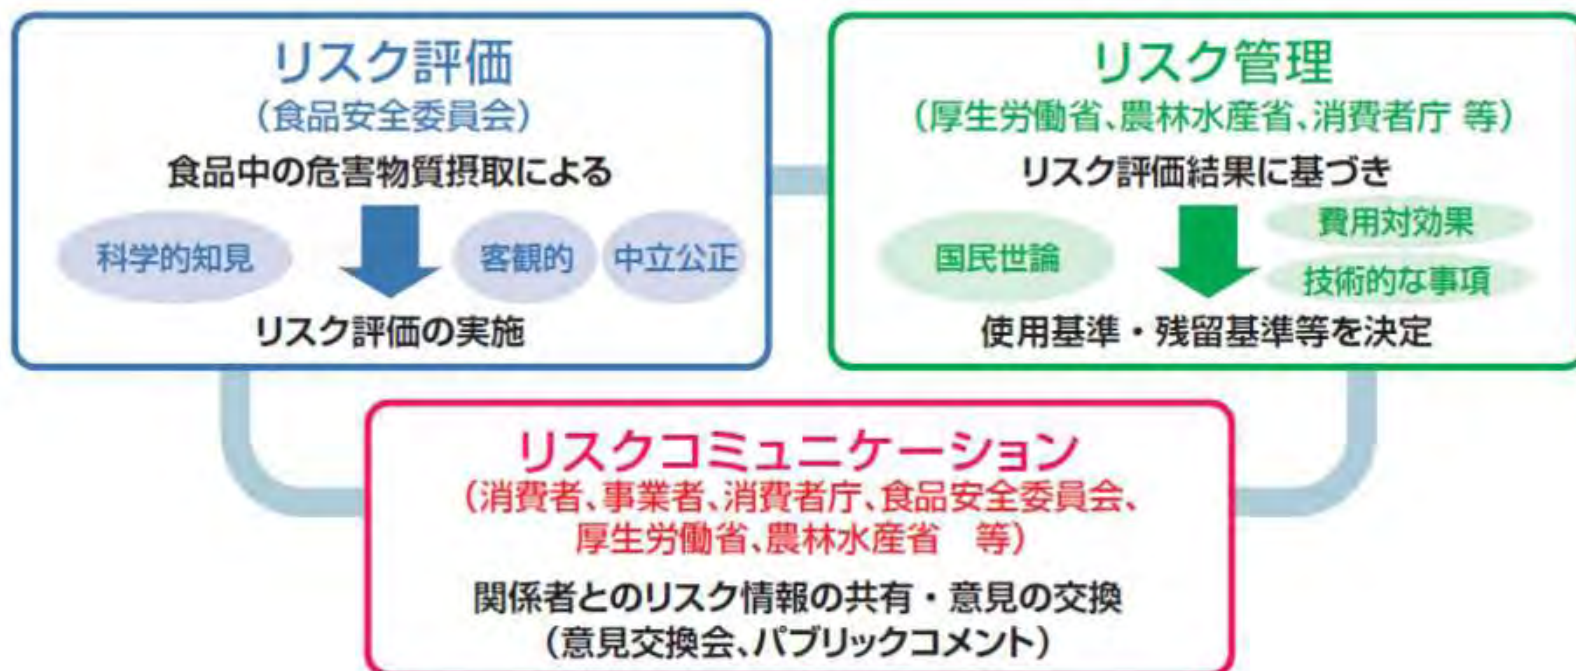 リスク評価
（食品安全委員会）
食品中の危害物質摂取による
科学的知見
客観的
中立公正
リスク評価の実施
リスク管理
（厚生労働省、農林水産省、消費者庁 等）
リスク評価結果に基づき
国民世論
費用対効果
技術的な事項
使用基準・残留基準等を決定
リスクコミュニケーション
（消費者、事業者、消費者庁、食品安全委員会、
厚生労働省、農林水産省　等）
関係者とのリスク情報の共有・意見の交換
（意見交換会、パブリックコメント）